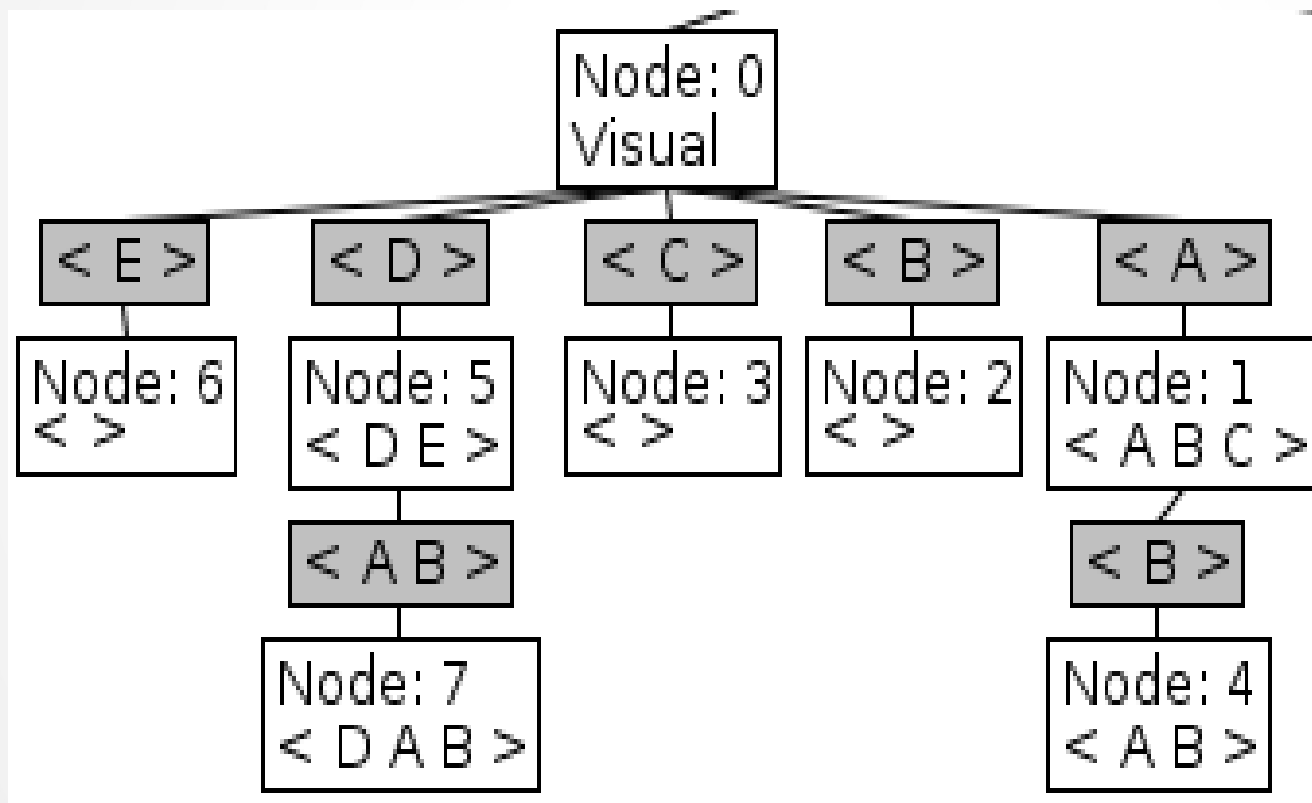 Node: 0
Visual
< E >
< D >
< C >
< B >
< A >
Node: 6
< >
Node: 5
< D E >
Node: 3
< >
Node: 2
< >
Node: 1
< A B C >
< A B >
< B >
Node: 7
< D A B >
Node: 4
< A B >